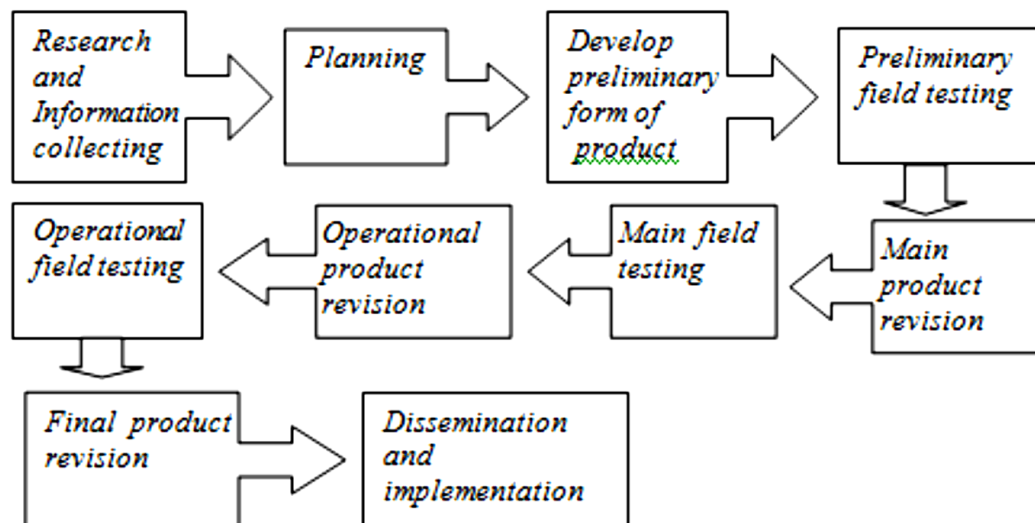 Research
and
Information
collecting
Planning
Develop
preliminary
form of
product
Preliminary
field testing
Main
product
revision
Main field
testing
Operational
product
revision
Operational
field testing
Final product
revision
Dissemination
and
implementation